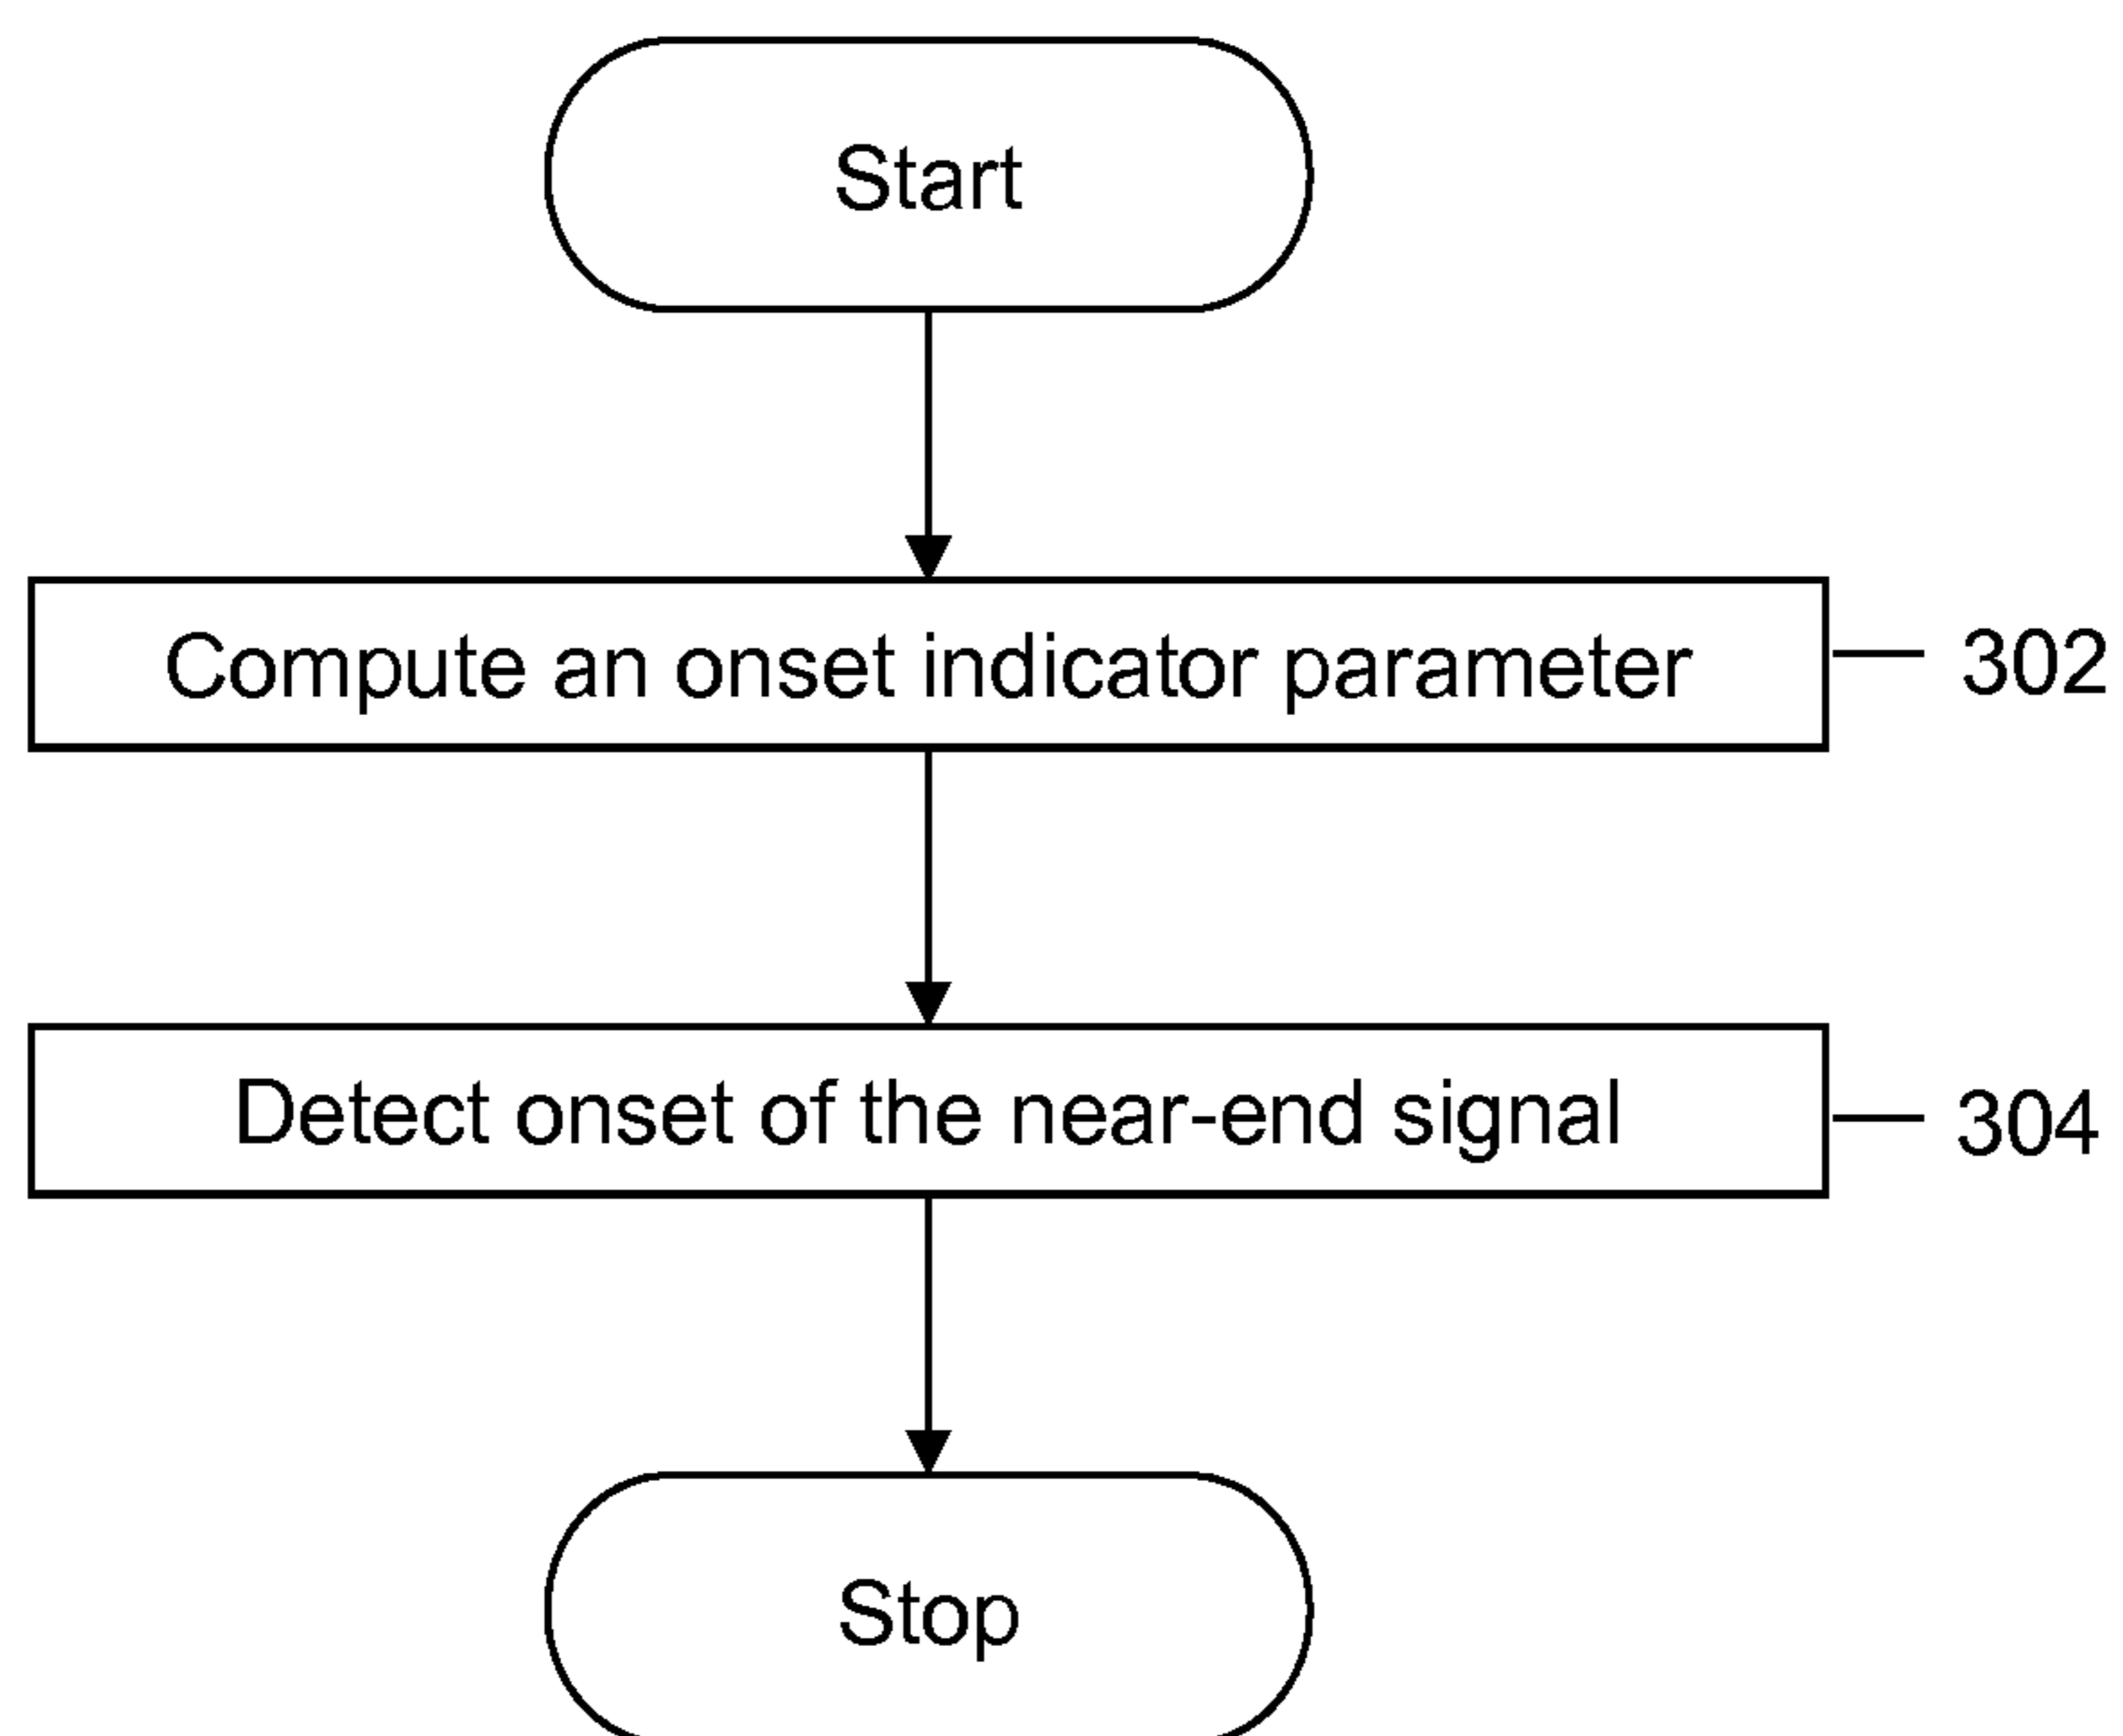 Start
Compute an onset indicator parameter
302
Detect onset of the near-end signal
304
Stop